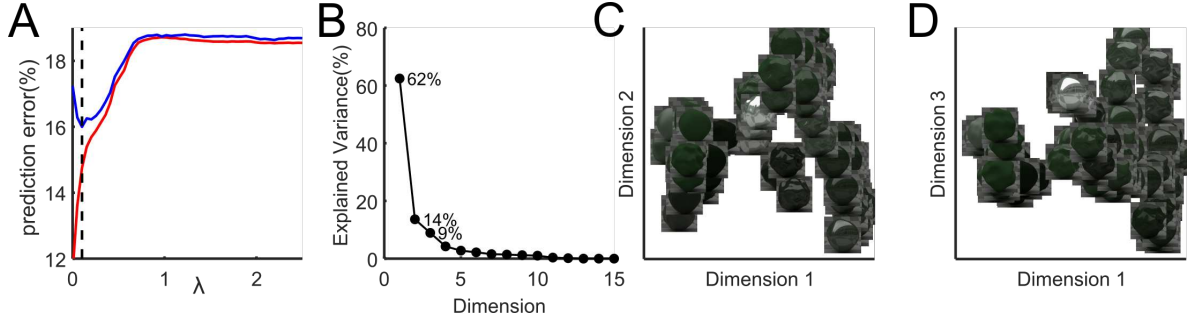 A
prediction error(%)
18
16
14
12
0
1
2
λ
B
Explained Variance(%)
80
60
40
20
0
62%
14%
9%
0
5
10
15
Dimension
C
Dimension 2
Dimension 1
D
Dimension 3
Dimension 1